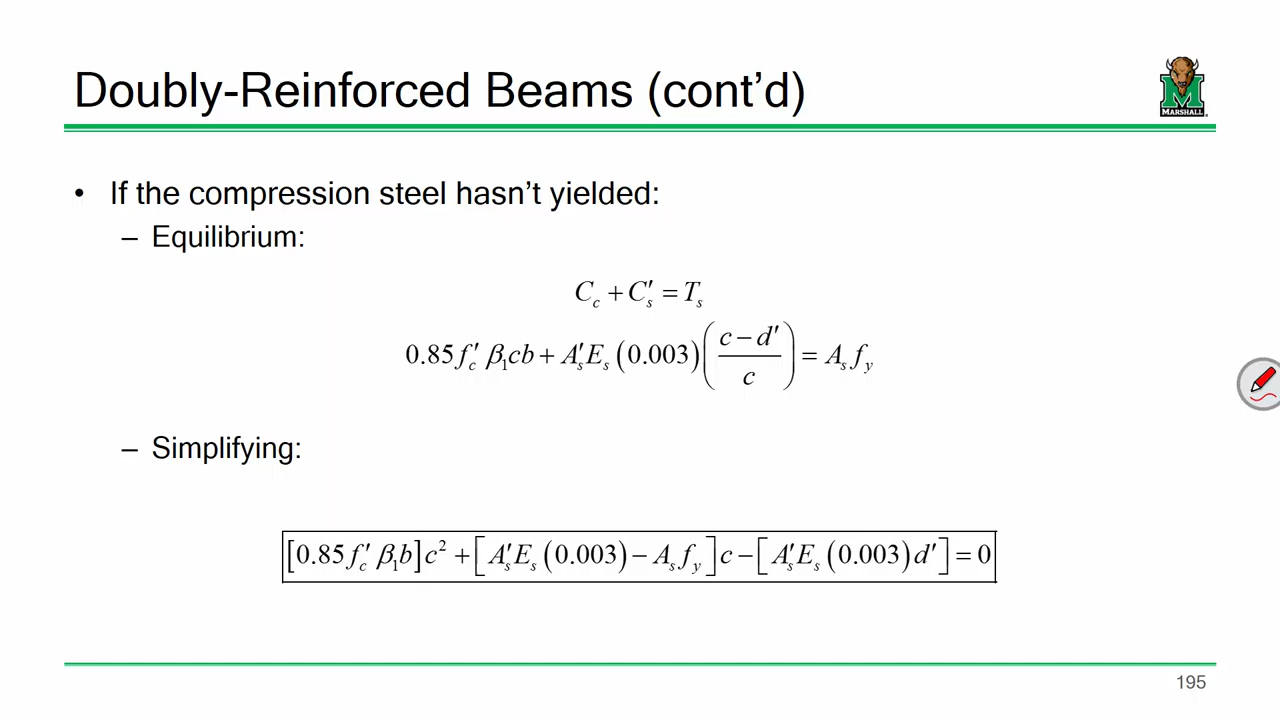 Doubly-Reinforced Beams (cont’d)
MARSHALL
• If the compression steel hasn’t yielded:
– Equilibrium:
C_c + C′_s = T_s
0.85f′_c β_1cb + A′_sE_s(0.003)((c − d′)/c) = A_sf_y
– Simplifying:
[0.85f′_c β_1b]c² + [A′_sE_s(0.003) − A_sf_y]c − [A′_sE_s(0.003)d′] = 0
195